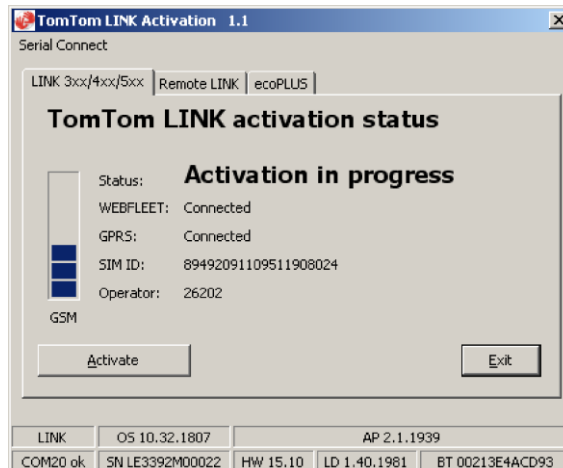 TomTom LINK Activation 1.1
Serial Connect
LINK 3xx/4xx/5xx Remote LINK ecoPLUS
TomTom LINK activation status
Status: Activation in progress
WEBFLEET: Connected
GPRS: Connected
SIM ID: 89492091109511908024
Operator: 26202
GSM
Activate Exit
LINK OS 10.32.1807 AP 2.1.1939
COM20 ok SN LE3392M00022 HW 15.10 LD 1.40.1981 BT 00213E4ACD93